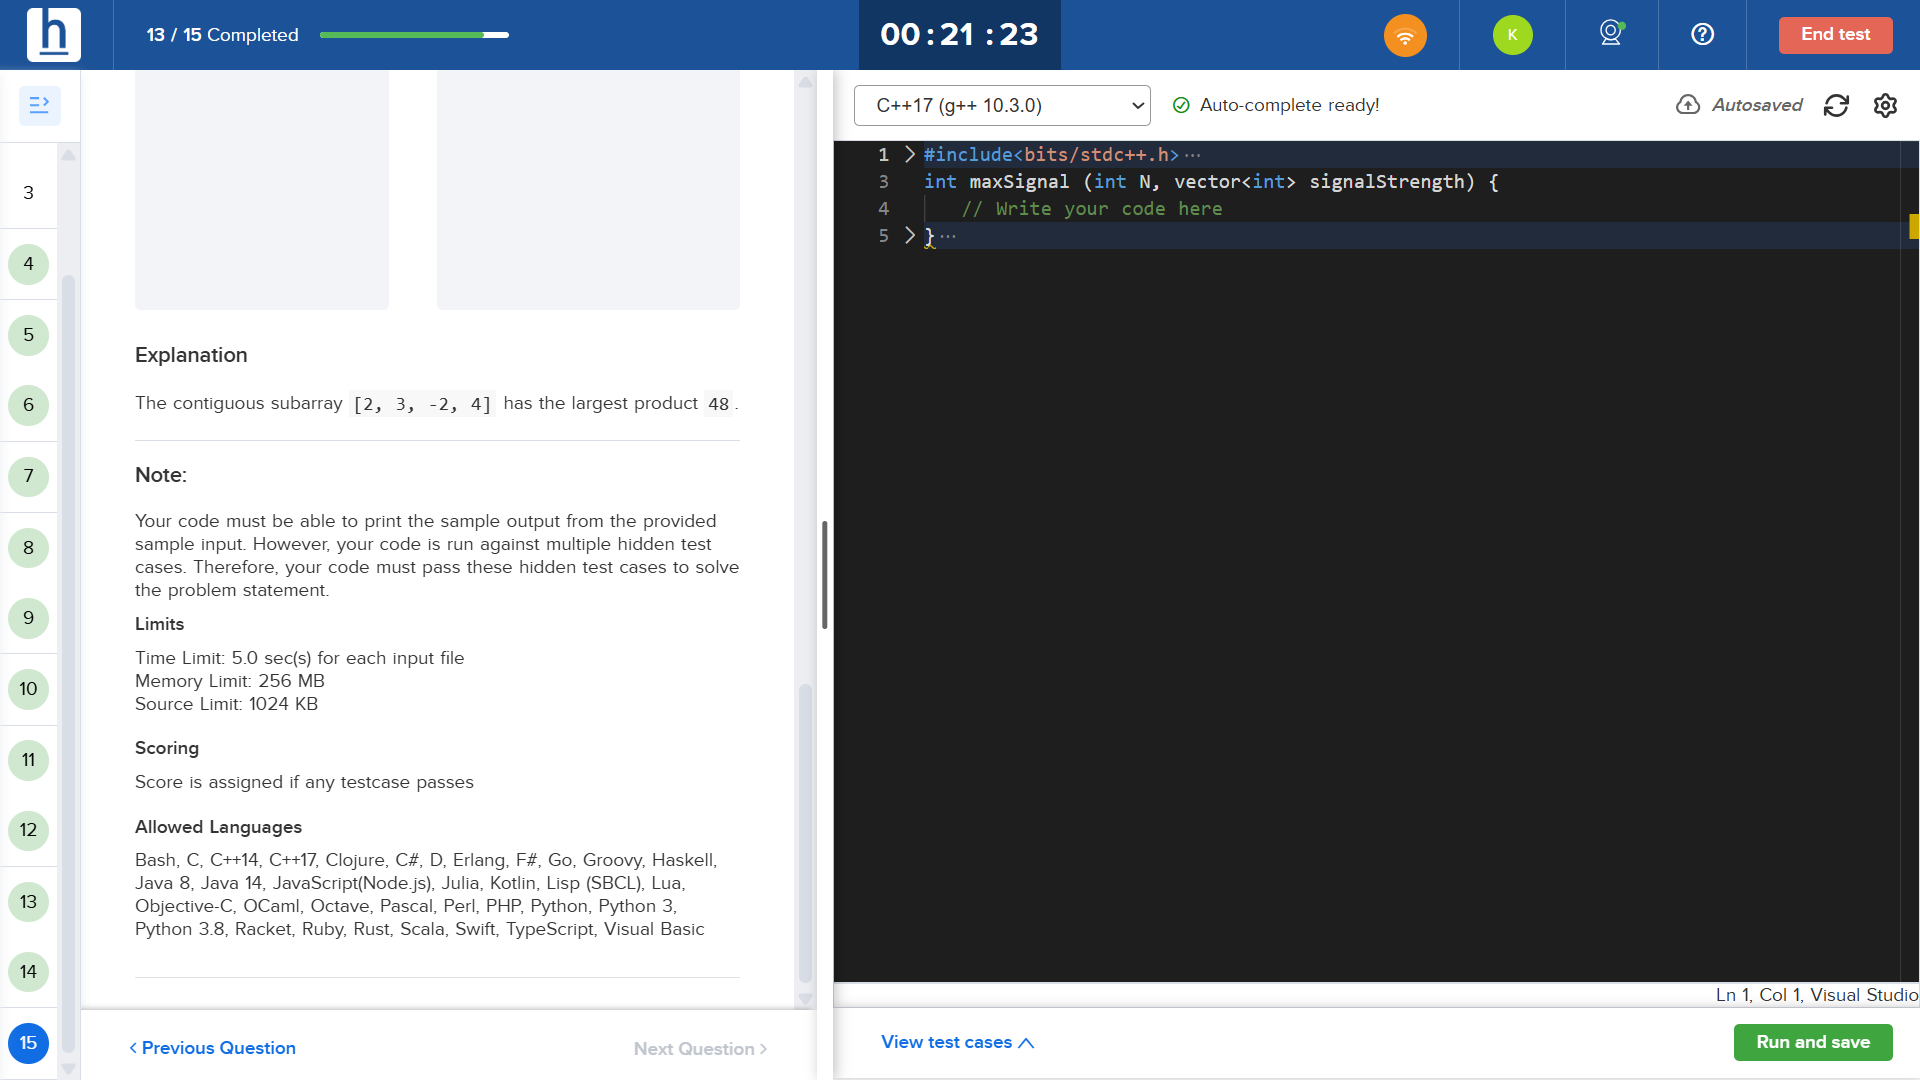 h
13 / 15 Completed
00 : 21 : 23
K
End test
3
4
5
6
7
8
9
10
11
12
13
14
15
Explanation
The contiguous subarray [2, 3, -2, 4] has the largest product 48 .
Note:
Your code must be able to print the sample output from the provided
sample input. However, your code is run against multiple hidden test
cases. Therefore, your code must pass these hidden test cases to solve
the problem statement.
Limits
Time Limit: 5.0 sec(s) for each input file
Memory Limit: 256 MB
Source Limit: 1024 KB
Scoring
Score is assigned if any testcase passes
Allowed Languages
Bash, C, C++14, C++17, Clojure, C#, D, Erlang, F#, Go, Groovy, Haskell,
Java 8, Java 14, JavaScript(Node.js), Julia, Kotlin, Lisp (SBCL), Lua,
Objective-C, OCaml, Octave, Pascal, Perl, PHP, Python, Python 3,
Python 3.8, Racket, Ruby, Rust, Scala, Swift, TypeScript, Visual Basic
Previous Question
Next Question
C++17 (g++ 10.3.0)
Auto-complete ready!
Autosaved
1 #include<bits/stdc++.h>···
3 int maxSignal (int N, vector<int> signalStrength) {
4 // Write your code here
5 }···
Ln 1, Col 1, Visual Studio
View test cases
Run and save